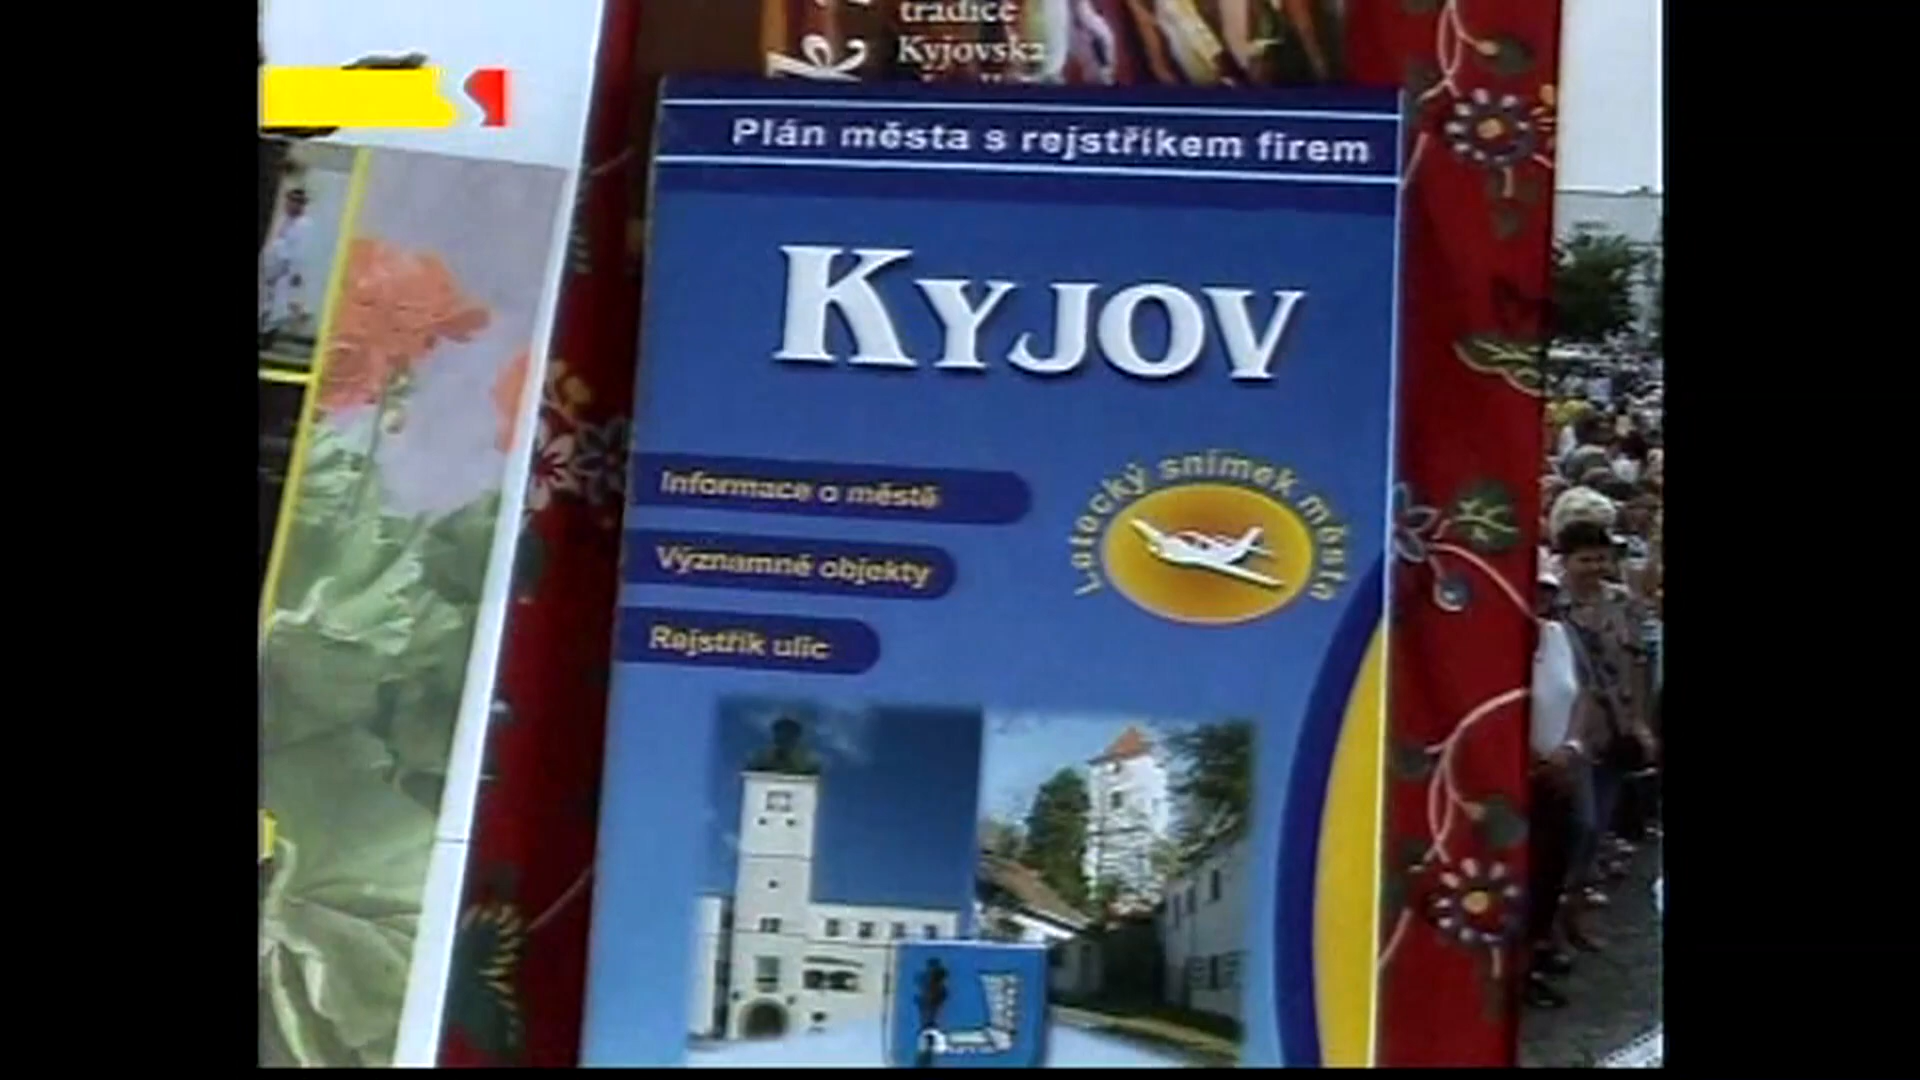 tradice
Kyjovska
Plán města s rejstříkem firem
KYJOV
Informace o městě
Významné objekty
Rejstřík ulic
Letecký snímek města